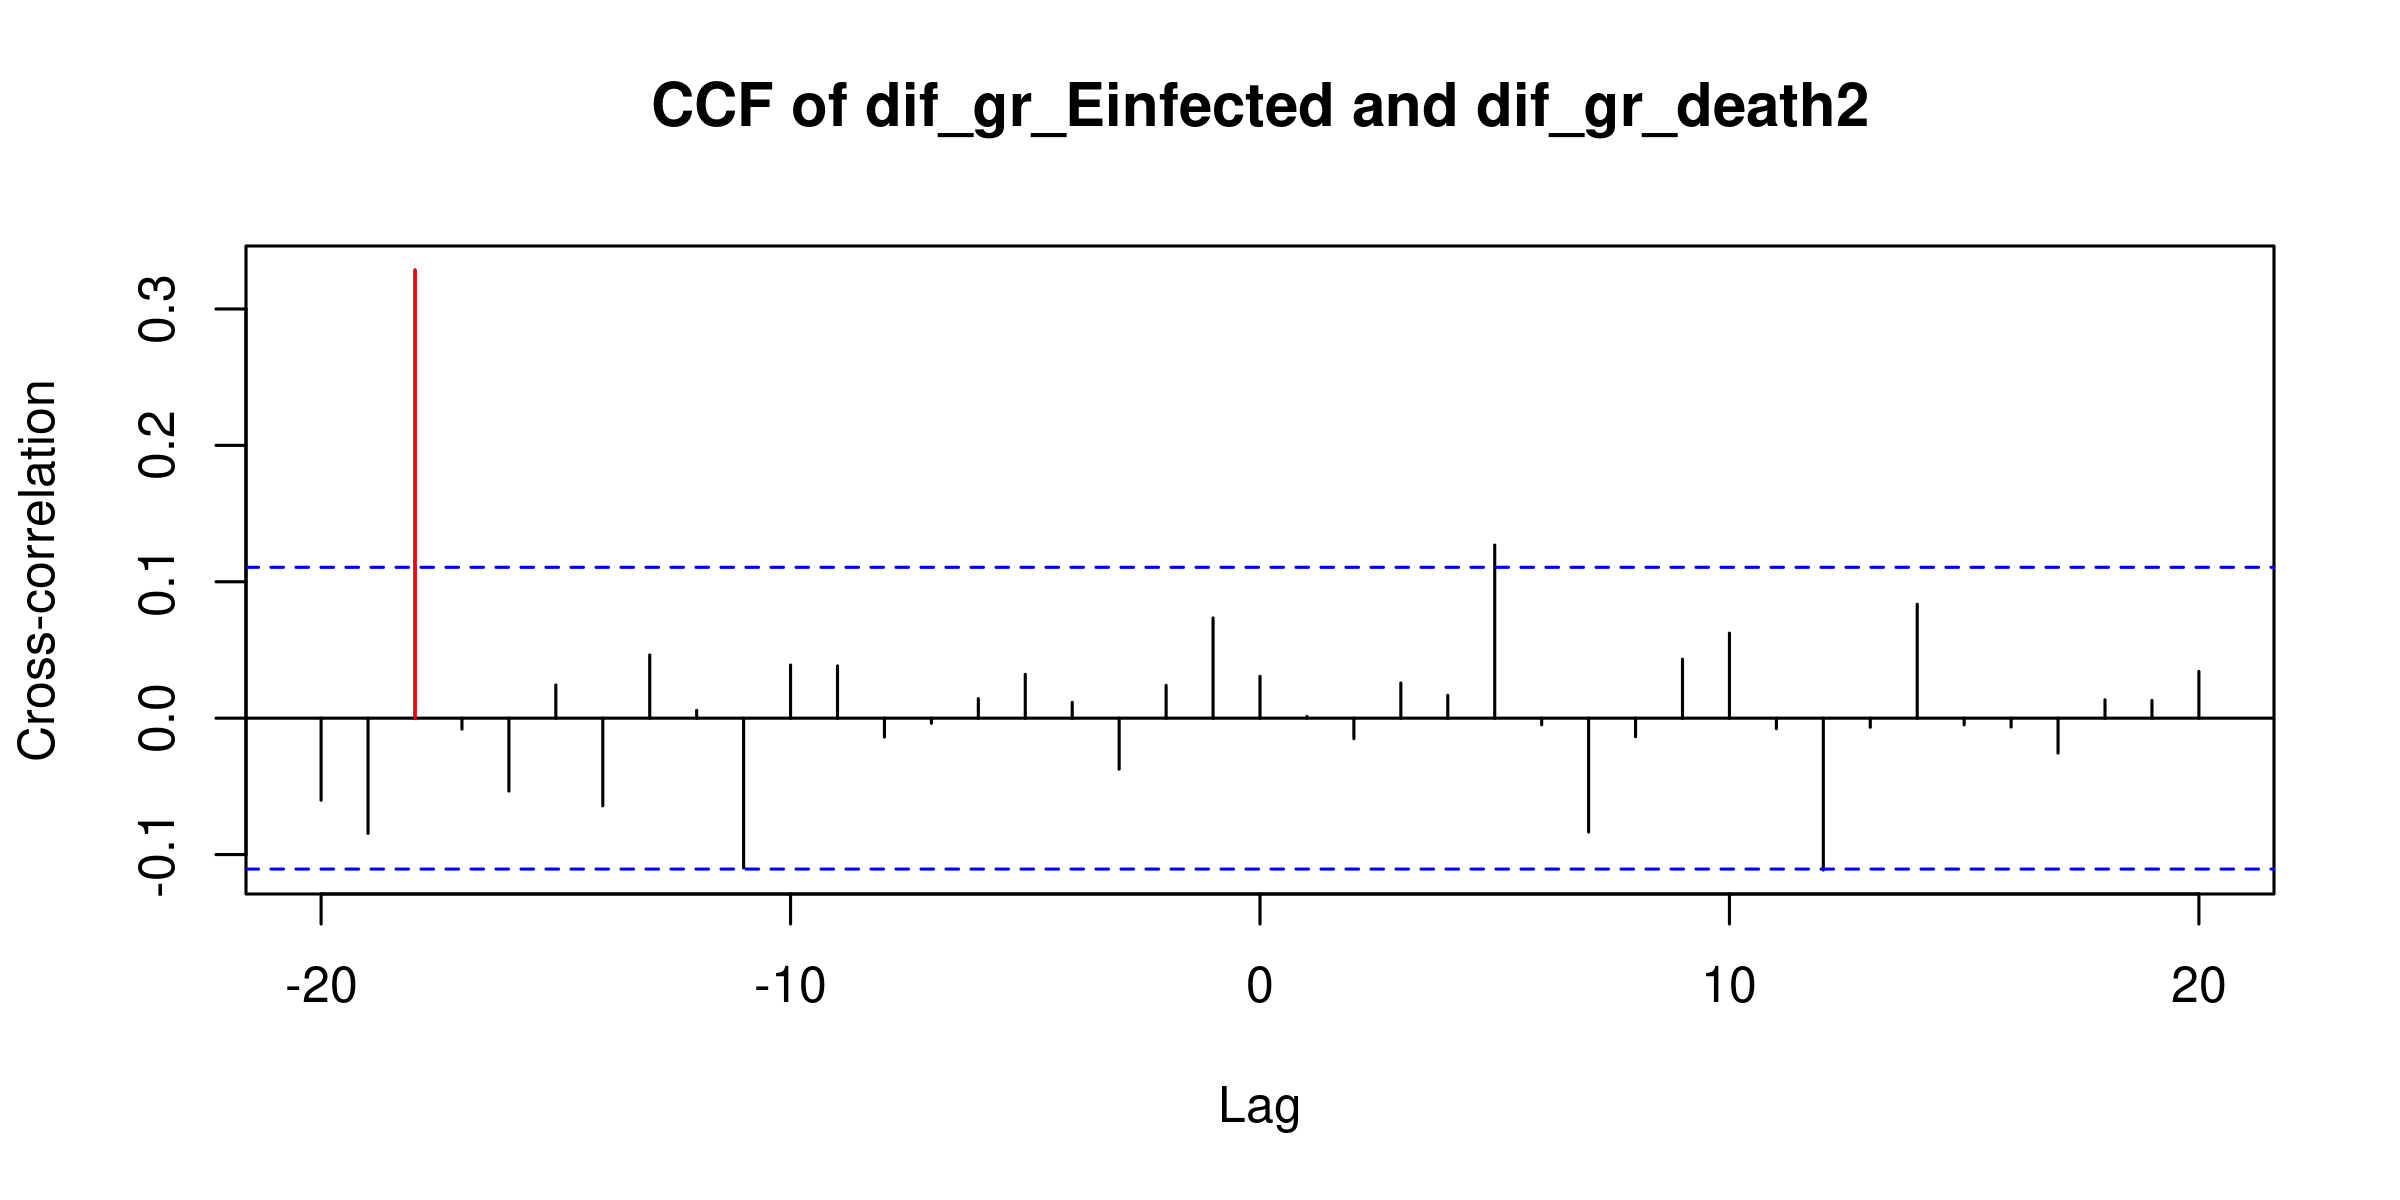 CCF of dif_gr_Einfected and dif_gr_death2
Cross-correlation
0.3
0.2
0.1
0.0
-0.1
-20 -10 0 10 20
Lag